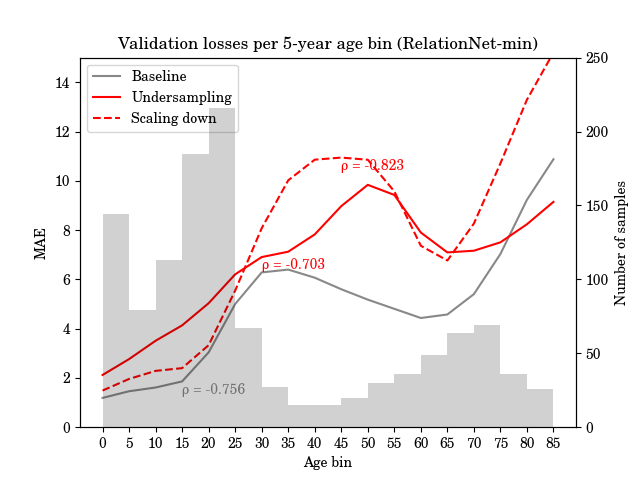 Validation losses per 5-year age bin (RelationNet-min)
Baseline
Undersampling
Scaling down
ρ = -0.823
ρ = -0.703
ρ = -0.756
MAE
0
2
4
6
8
10
12
14
Number of samples
0
50
100
150
200
250
0 5 10 15 20 25 30 35 40 45 50 55 60 65 70 75 80 85
Age bin